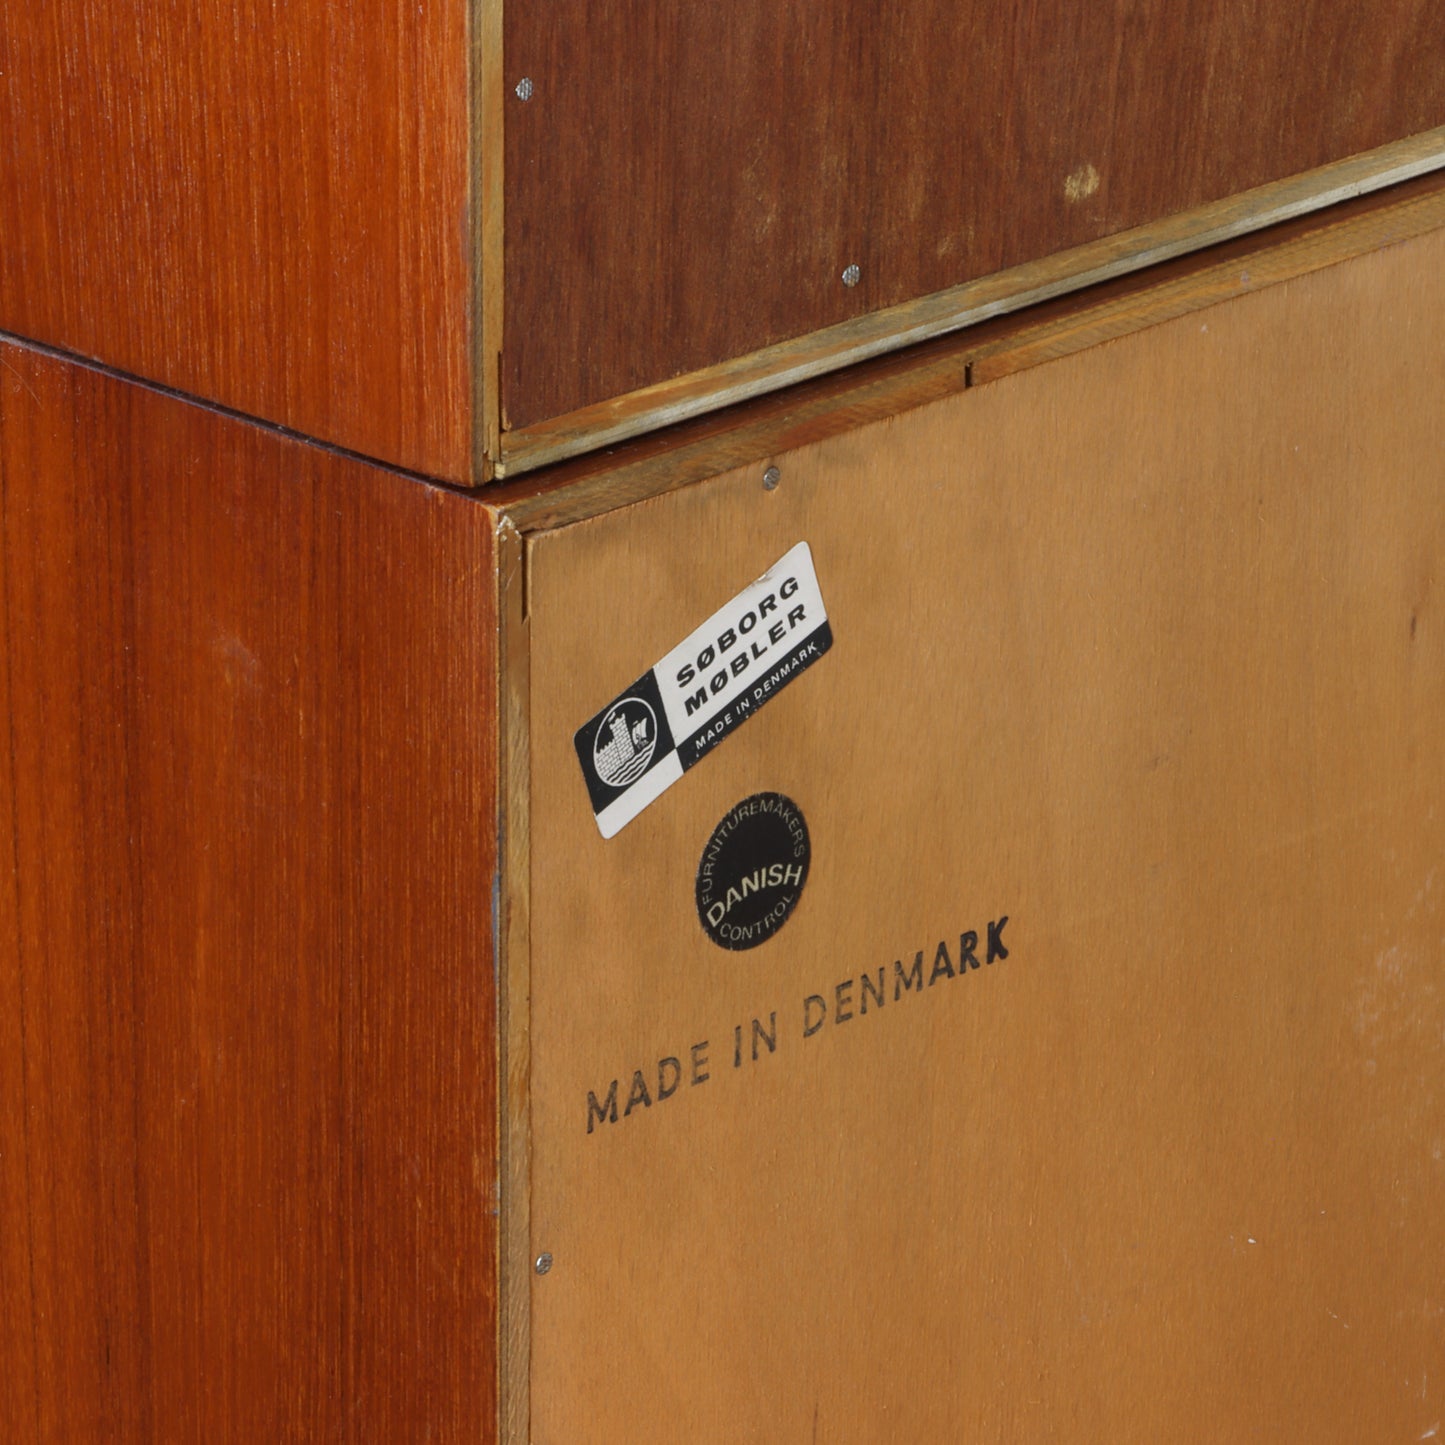 SØBORG
MØBLER
MADE IN DENMARK
FURNITUREMAKERS
DANISH
CONTROL
MADE IN DENMARK